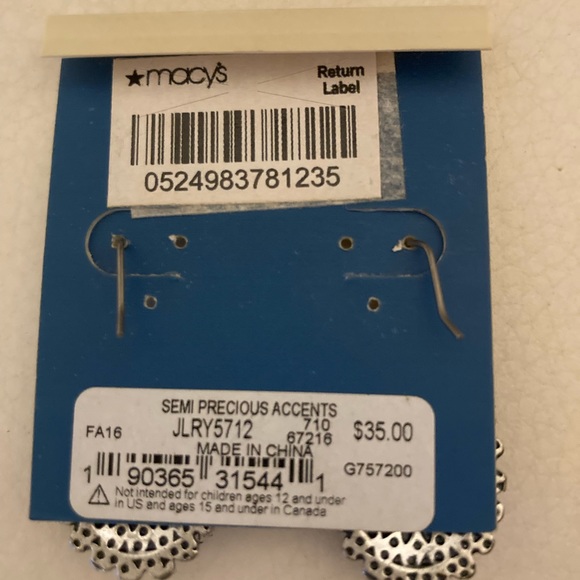 ★macy's
Return
Label
0524983781235
SEMI PRECIOUS ACCENTS
FA16 JLRY5712 710 67216 $35.00
MADE IN CHINA
1 90365 31544 1 G757200
Not intended for children ages 12 and under
in US and ages 15 and under in Canada